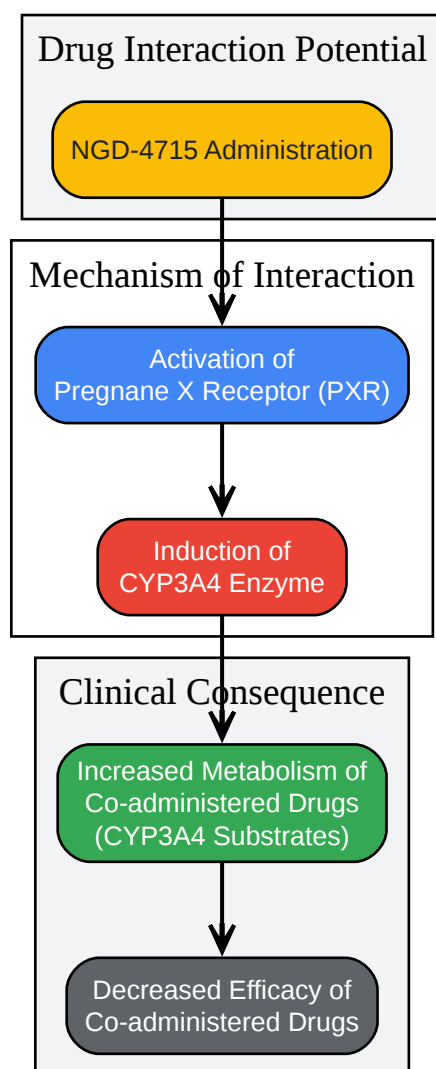 Drug Interaction Potential
NGD-4715 Administration
Mechanism of Interaction
Activation of
Pregnane X Receptor (PXR)
Induction of
CYP3A4 Enzyme
Clinical Consequence
Increased Metabolism of
Co-administered Drugs
(CYP3A4 Substrates)
Decreased Efficacy of
Co-administered Drugs